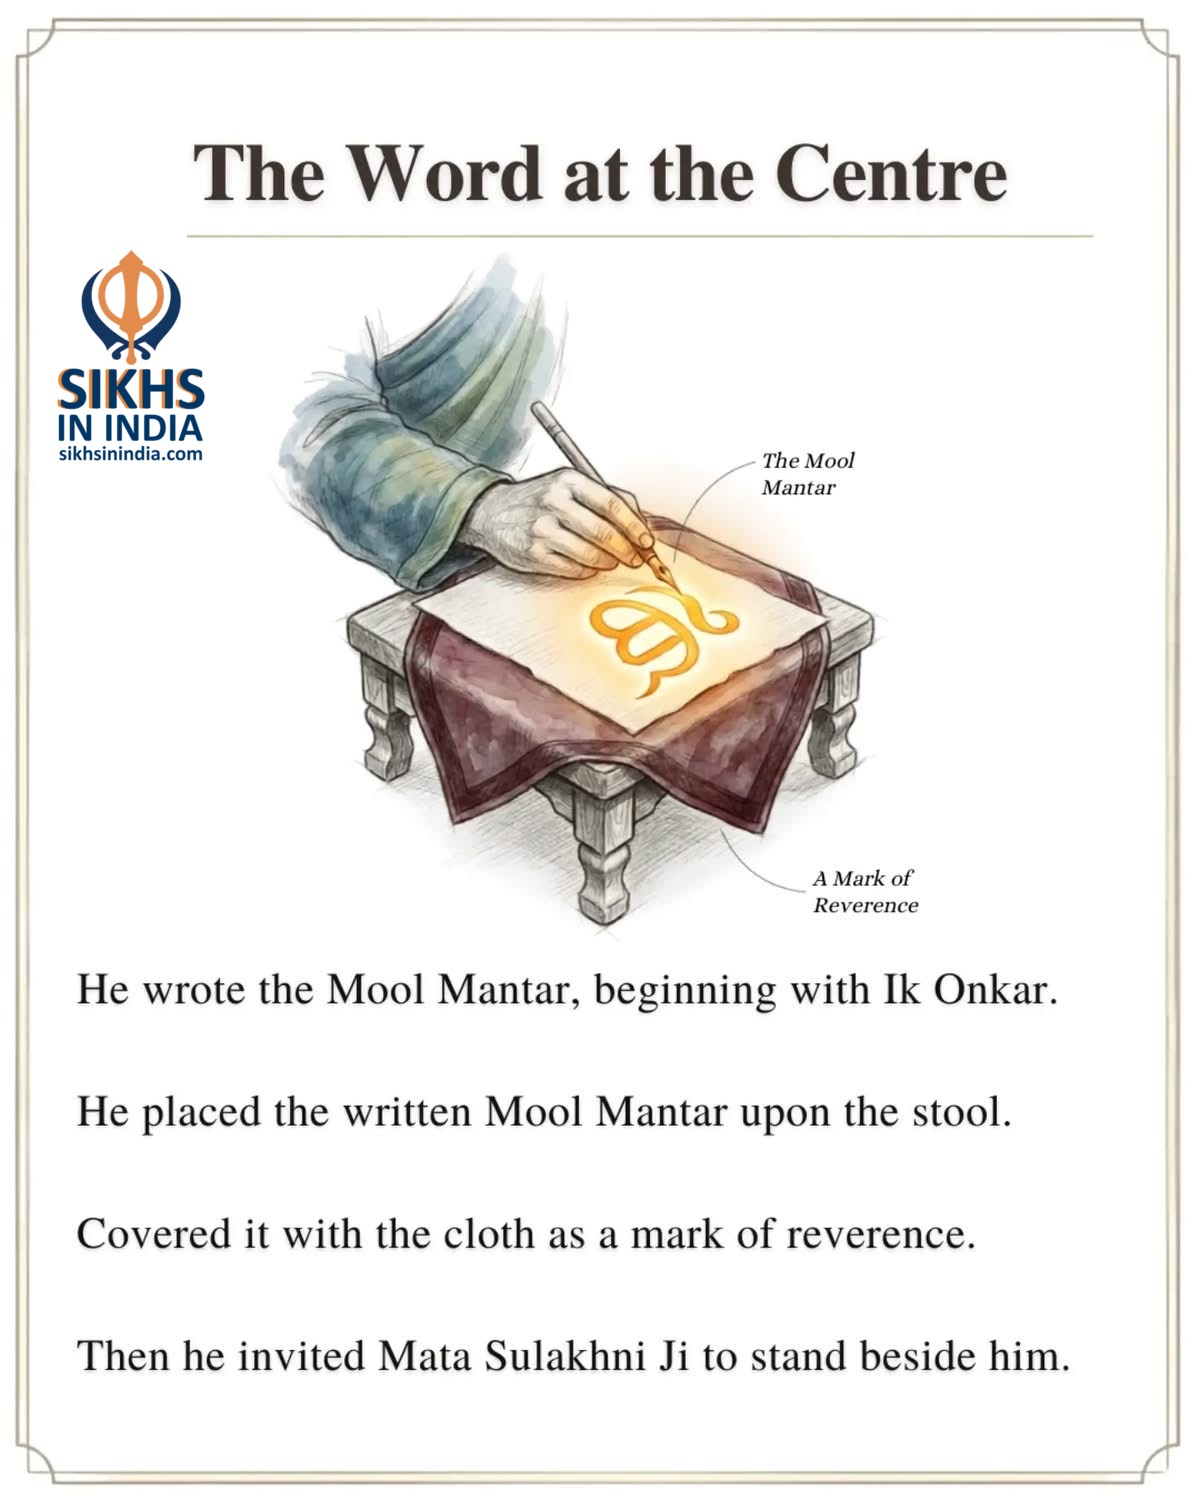 The Word at the Centre
SIKHS
IN INDIA
sikhsinindia.com
The Mool
Mantar
A Mark of
Reverence
He wrote the Mool Mantar, beginning with Ik Onkar.
He placed the written Mool Mantar upon the stool.
Covered it with the cloth as a mark of reverence.
Then he invited Mata Sulakhni Ji to stand beside him.